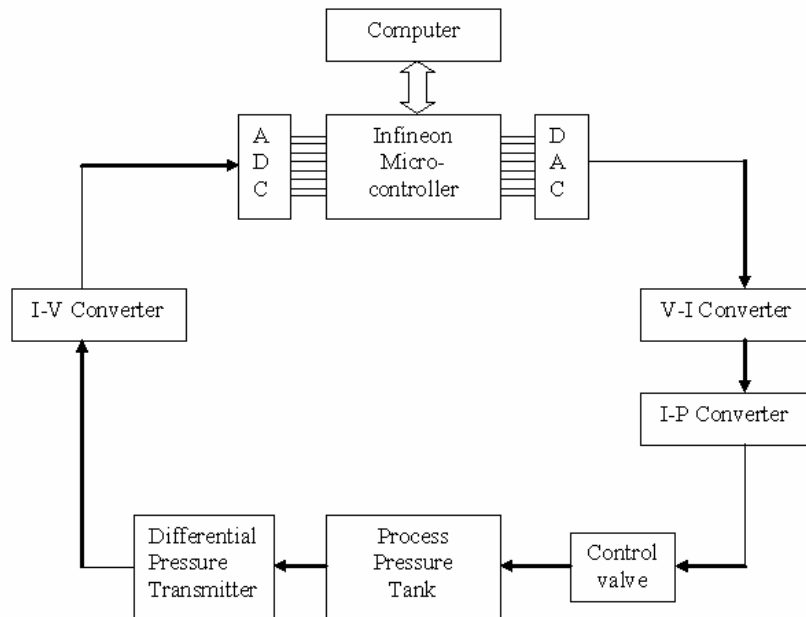 Computer
A
D
C
Infineon
Micro-
controller
D
A
C
I-V Converter
V-I Converter
I-P Converter
Differential
Pressure
Transmitter
Process
Pressure
Tank
Control
valve